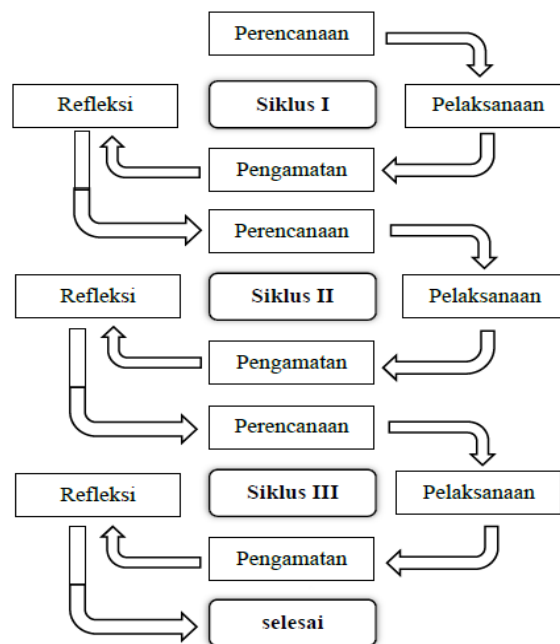 Perencanaan
Refleksi
Siklus I
Pelaksanaan
Pengamatan
Perencanaan
Refleksi
Siklus II
Pelaksanaan
Pengamatan
Perencanaan
Refleksi
Siklus III
Pelaksanaan
Pengamatan
selesai